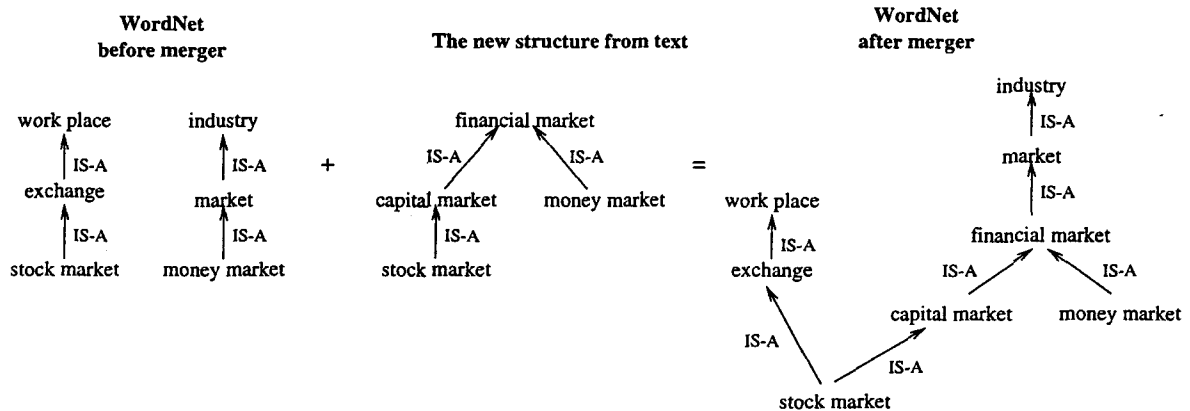 WordNet
before merger
The new structure from text
WordNet
after merger
work place
IS-A
exchange
IS-A
stock market
industry
IS-A
market
IS-A
money market
+
financial market
IS-A
IS-A
capital market
money market
IS-A
stock market
=
industry
IS-A
market
IS-A
financial market
IS-A
IS-A
capital market
money market
work place
IS-A
exchange
IS-A
IS-A
stock market